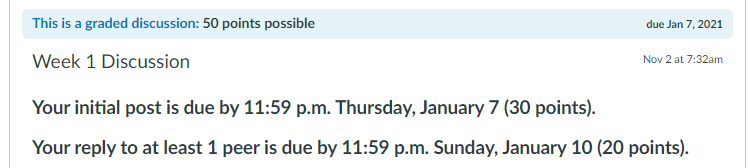 This is a graded discussion: 50 points possible due Jan 7, 2021
Week 1 Discussion Nov 2 at 7:32am
Your initial post is due by 11:59 p.m. Thursday, January 7 (30 points).
Your reply to at least 1 peer is due by 11:59 p.m. Sunday, January 10 (20 points).